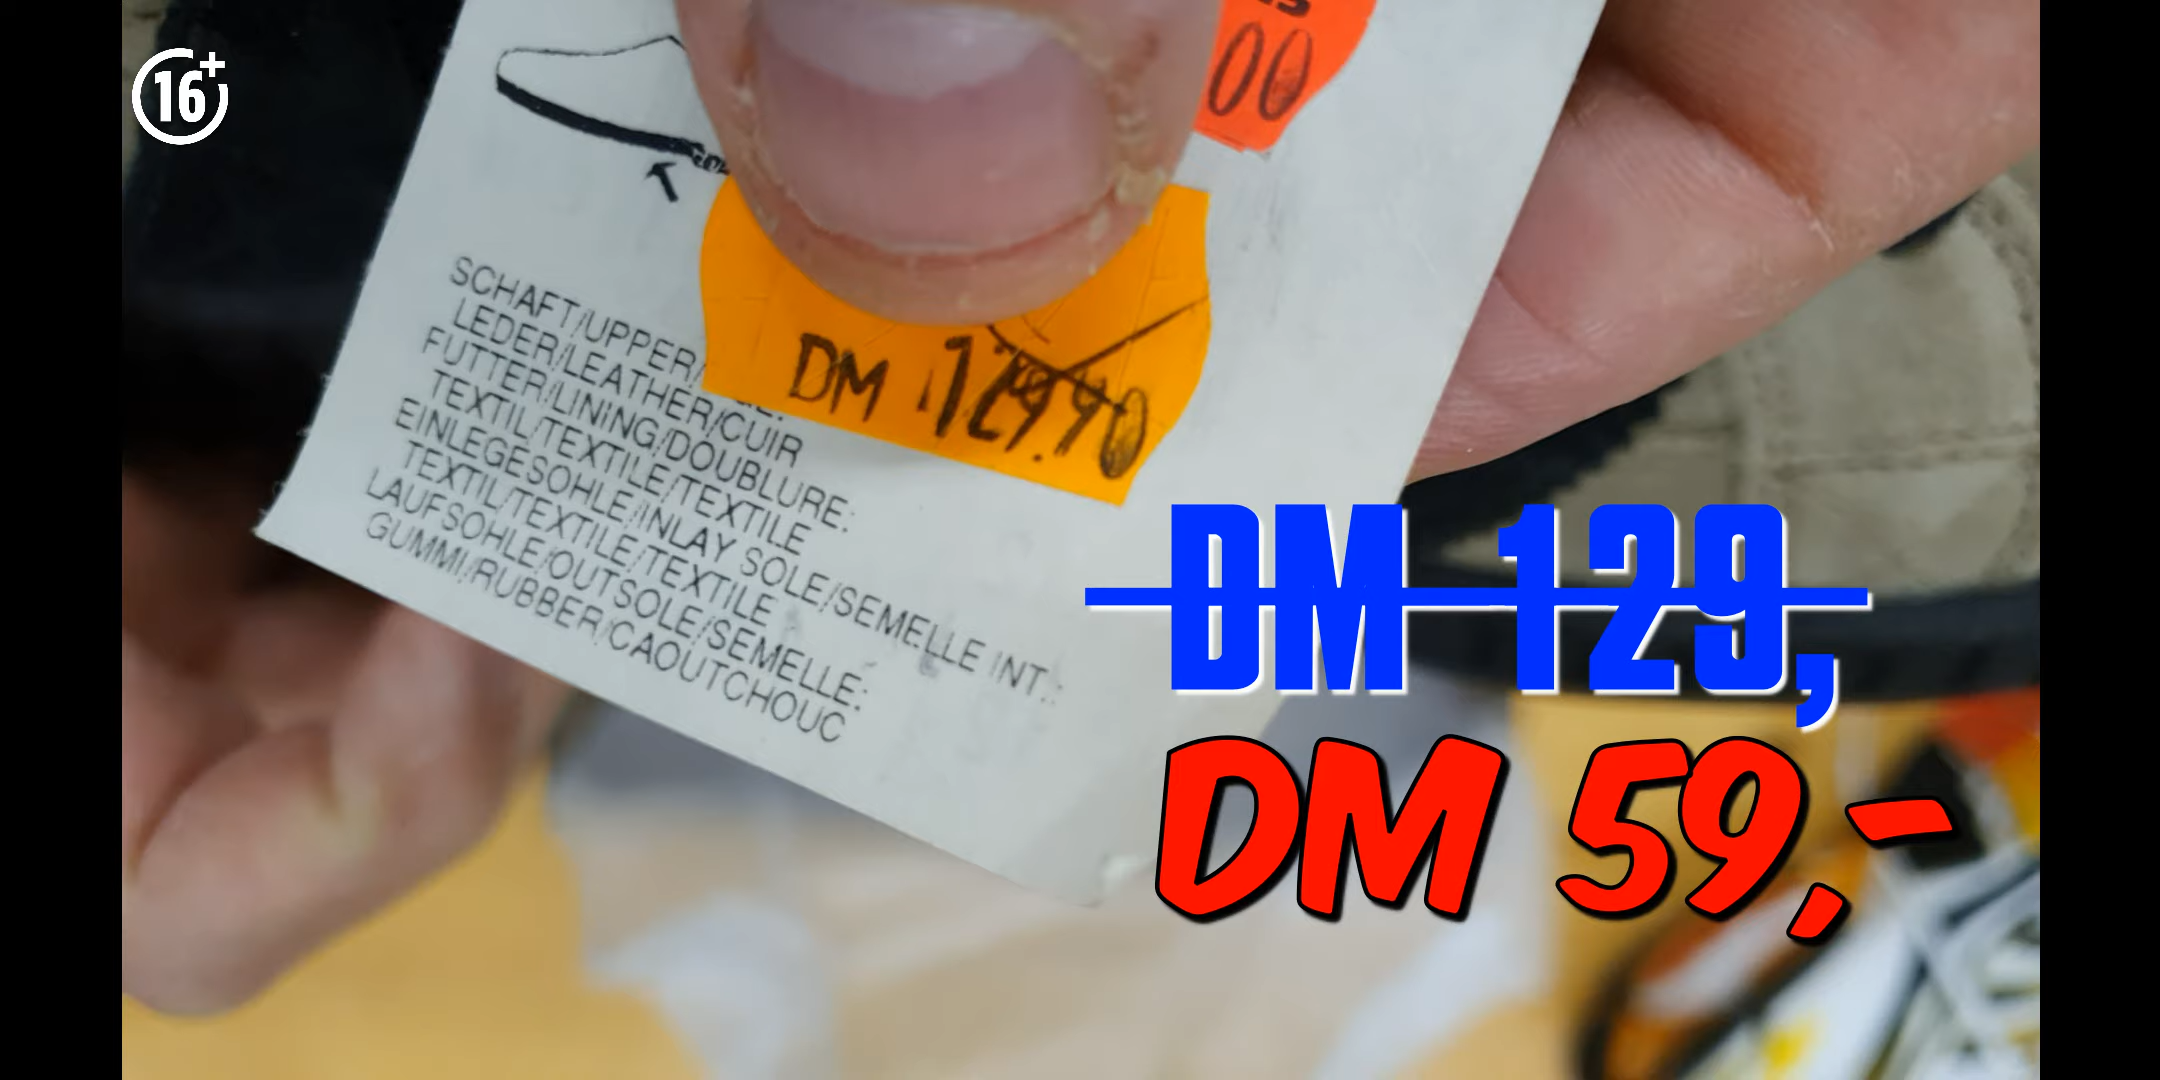 16+
00
DM 129.90
SCHAFT/UPPER/
LEDER/LEATHER/CUIR
FUTTER/LINING/DOUBLURE:
TEXTIL/TEXTILE/TEXTILE
EINLEGESOHLE/INLAY SOLE/SEMELLE INT.:
TEXTIL/TEXTILE/TEXTILE
LAUFSOHLE/OUTSOLE/SEMELLE:
GUMMI/RUBBER/CAOUTCHOUC
DM 129,
DM 59,-